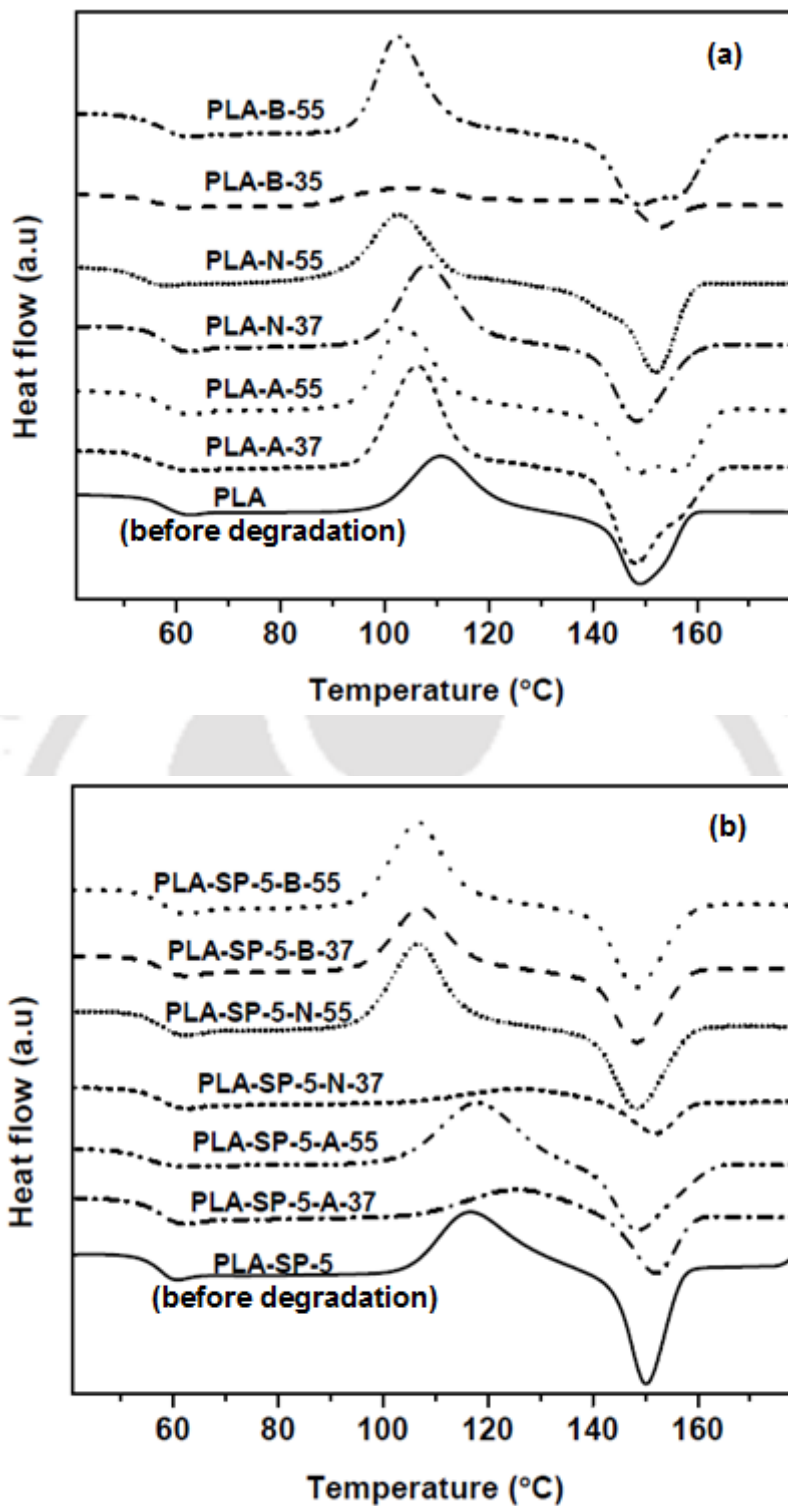 (a)
PLA-B-55
PLA-B-35
PLA-N-55
PLA-N-37
PLA-A-55
PLA-A-37
PLA
(before degradation)
Heat flow (a.u)
60 80 100 120 140 160
Temperature (°C)
(b)
PLA-SP-5-B-55
PLA-SP-5-B-37
PLA-SP-5-N-55
PLA-SP-5-N-37
PLA-SP-5-A-55
PLA-SP-5-A-37
PLA-SP-5
(before degradation)
Heat flow (a.u)
60 80 100 120 140 160
Temperature (°C)